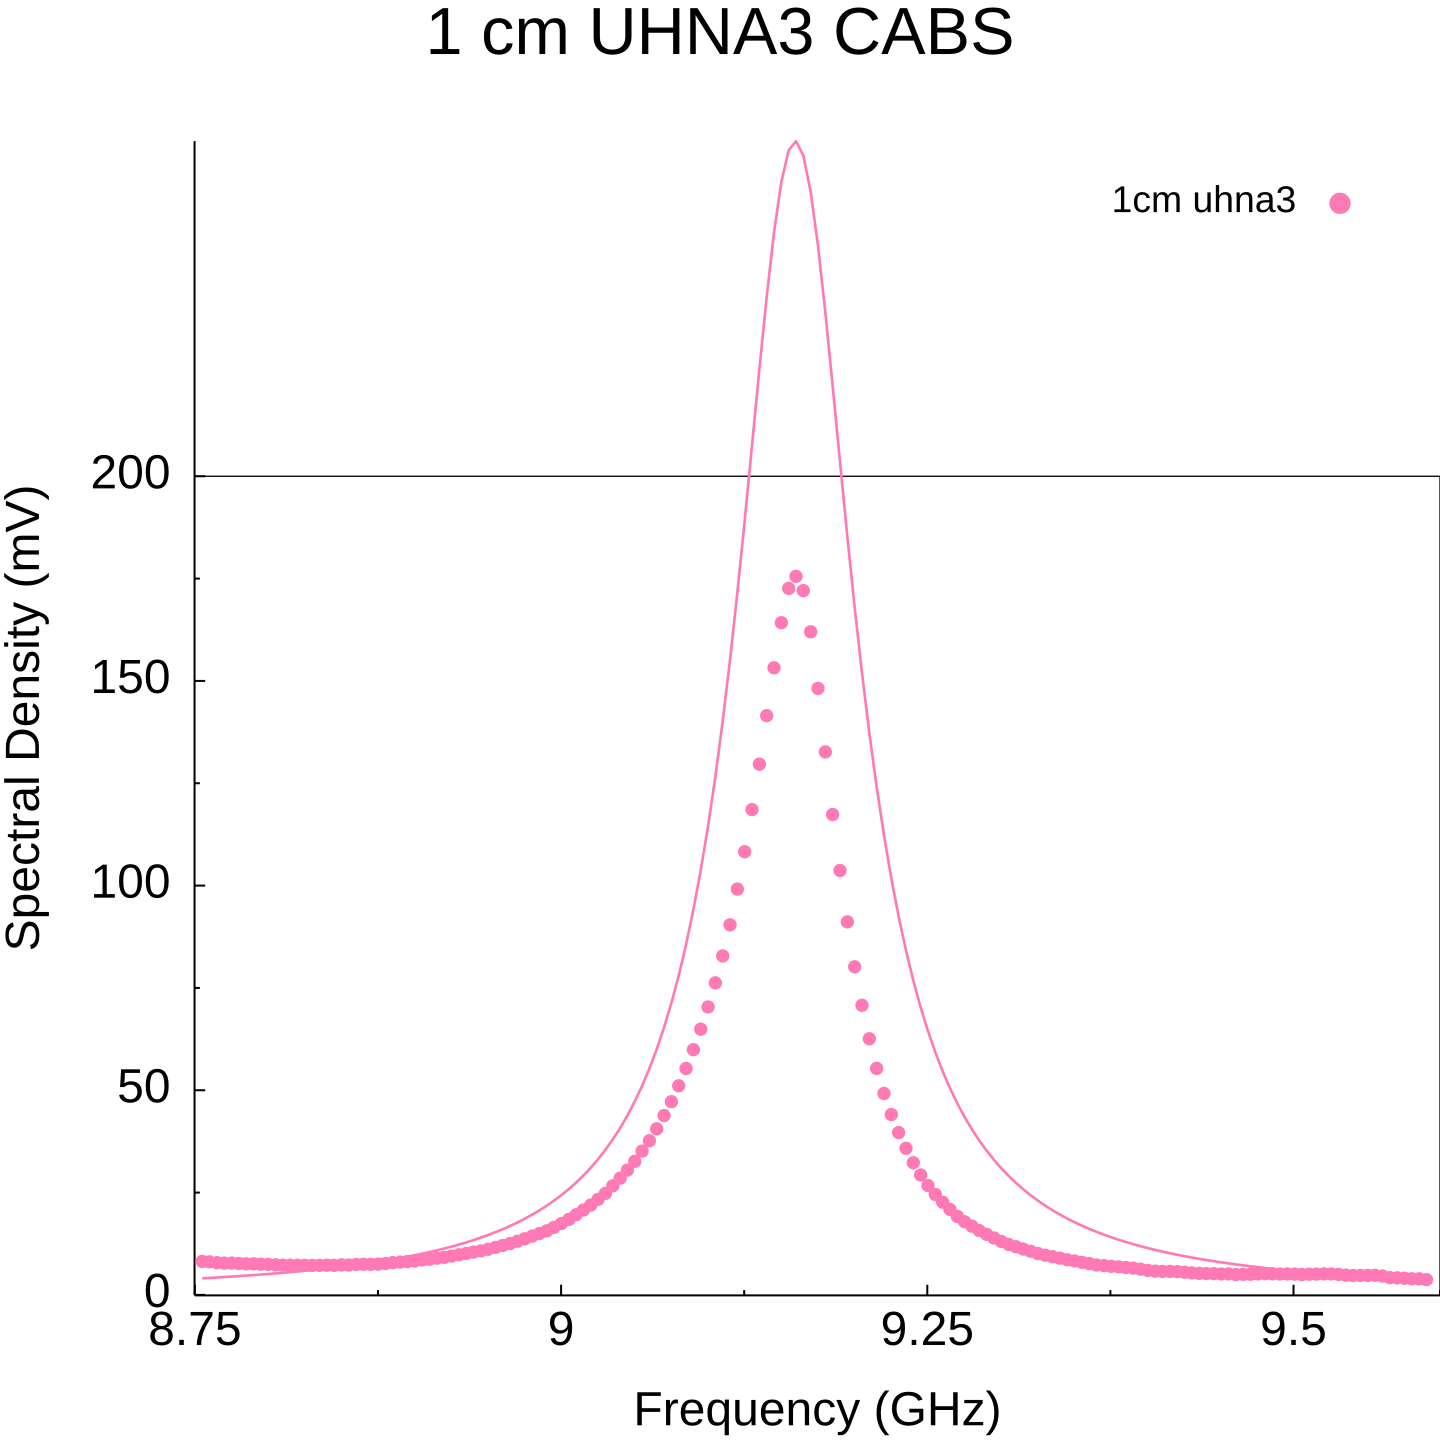 1 cm UHNA3 CABS
1cm uhna3
Spectral Density (mV)
200
150
100
50
0
8.75 9 9.25 9.5
Frequency (GHz)